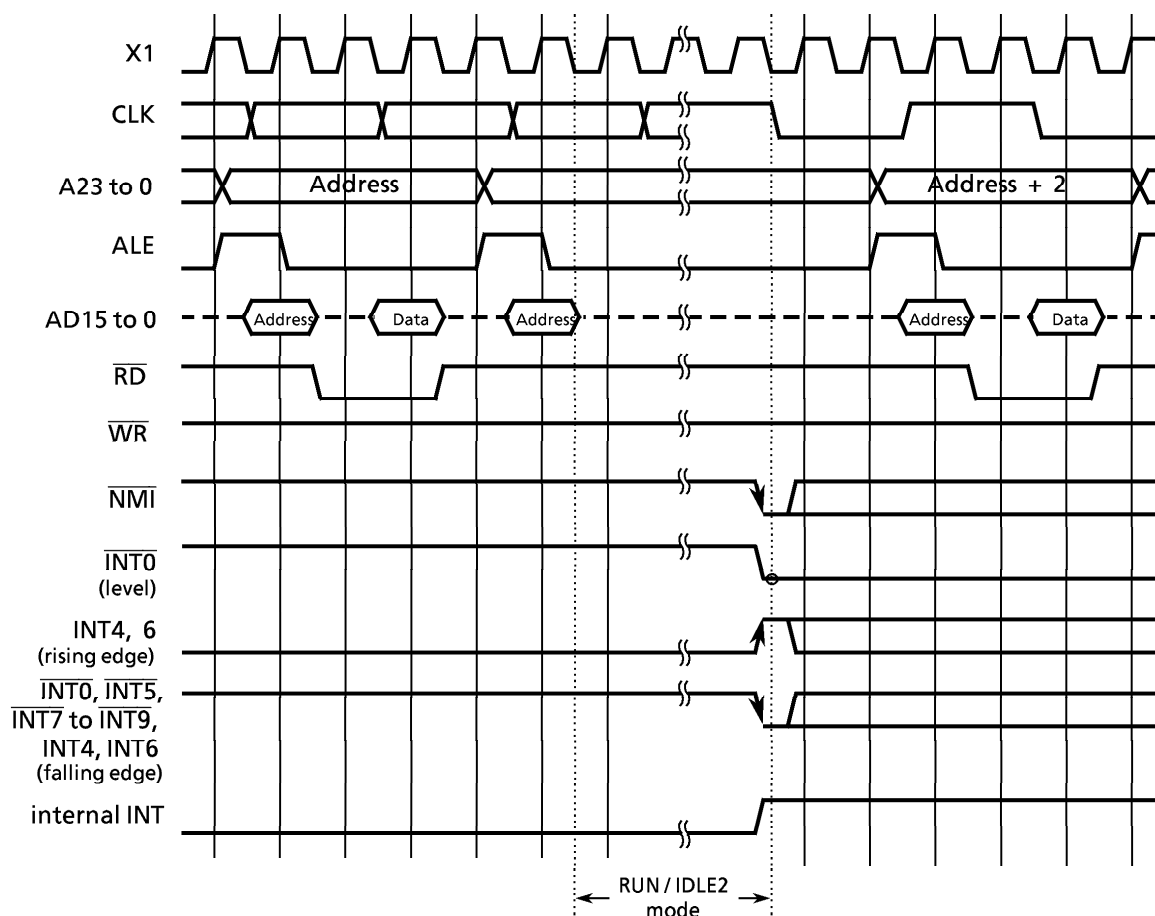 X1
CLK
A23 to 0
Address
Address + 2
ALE
AD15 to 0
Address
Data
Address
Address
Data
RD
WR
NMI
INT0
(level)
INT4, 6
(rising edge)
INT0, INT5,
INT7 to INT9,
INT4, INT6
(falling edge)
internal INT
RUN / IDLE2
mode